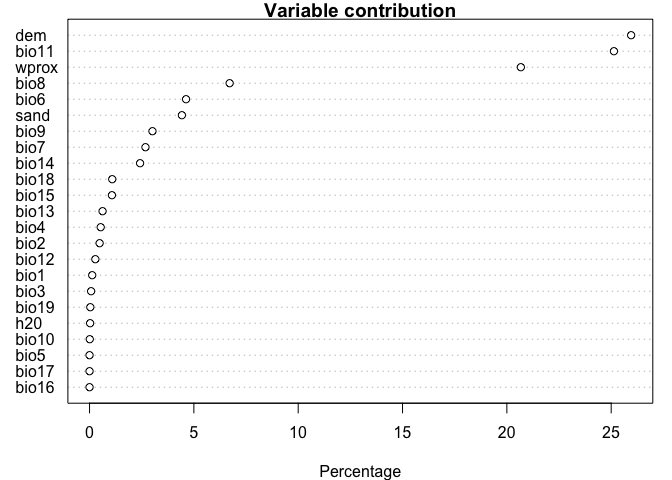 Variable contribution
dem
bio11
wprox
bio8
bio6
sand
bio9
bio7
bio14
bio18
bio15
bio13
bio4
bio2
bio12
bio1
bio3
bio19
h20
bio10
bio5
bio17
bio16
0 5 10 15 20 25
Percentage